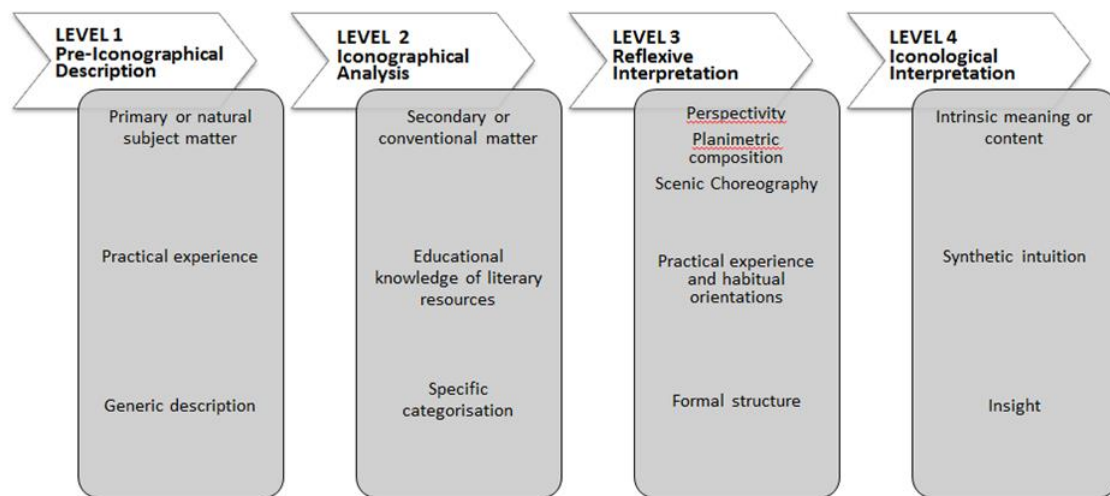 LEVEL 1
Pre-Iconographical
Description
Primary or natural
subject matter
Practical experience
Generic description
LEVEL 2
Iconographical
Analysis
Secondary or
conventional matter
Educational
knowledge of literary
resources
Specific
categorisation
LEVEL 3
Reflexive
Interpretation
Perspectivity
Planimetric
composition
Scenic Choreography
Practical experience
and habitual
orientations
Formal structure
LEVEL 4
Iconological
Interpretation
Intrinsic meaning or
content
Synthetic intuition
Insight